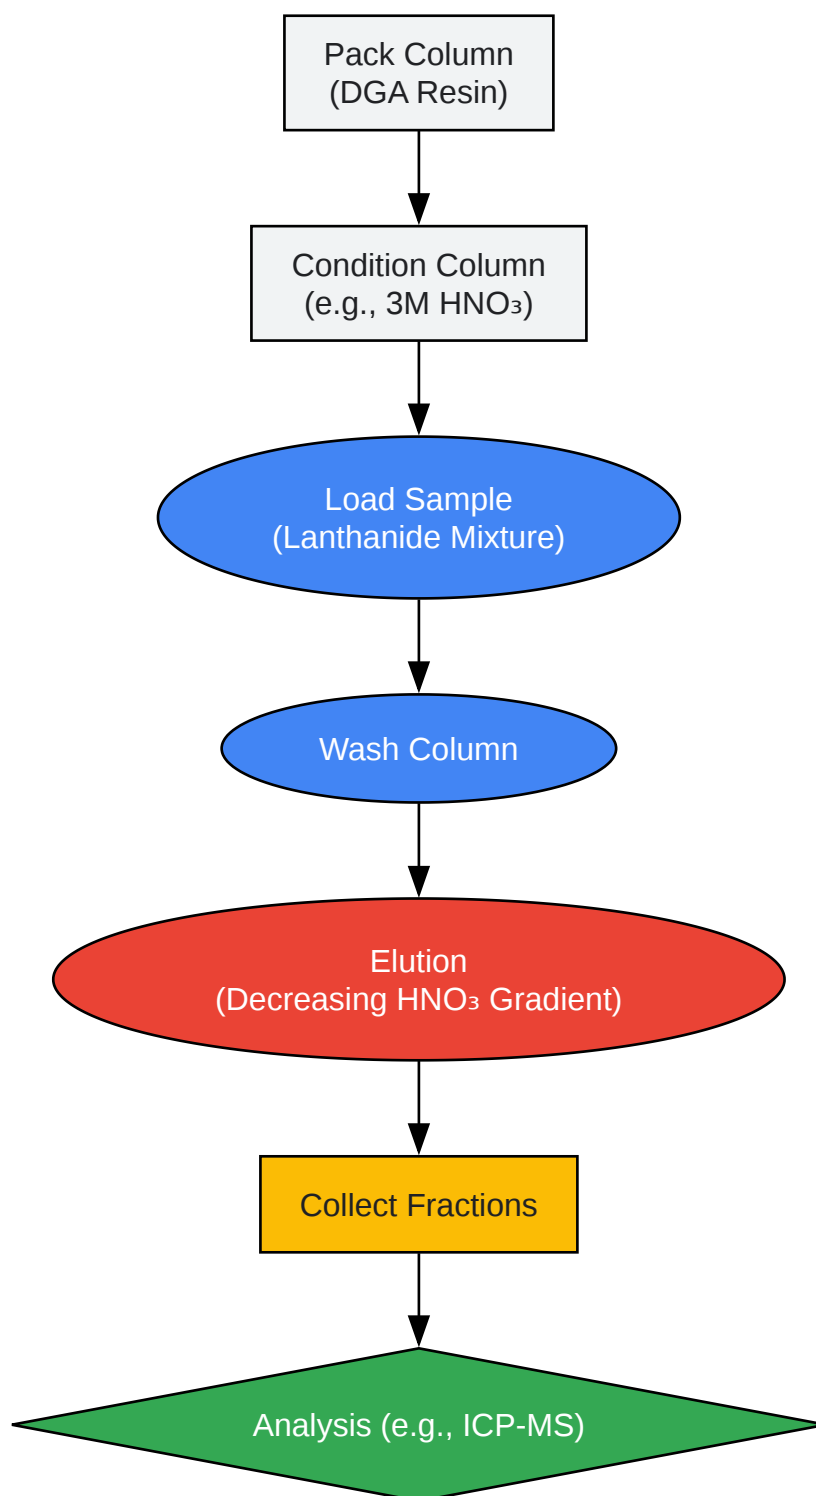 Pack Column
(DGA Resin)
Condition Column
(e.g., 3M HNO₃)
Load Sample
(Lanthanide Mixture)
Wash Column
Elution
(Decreasing HNO₃ Gradient)
Collect Fractions
Analysis (e.g., ICP-MS)